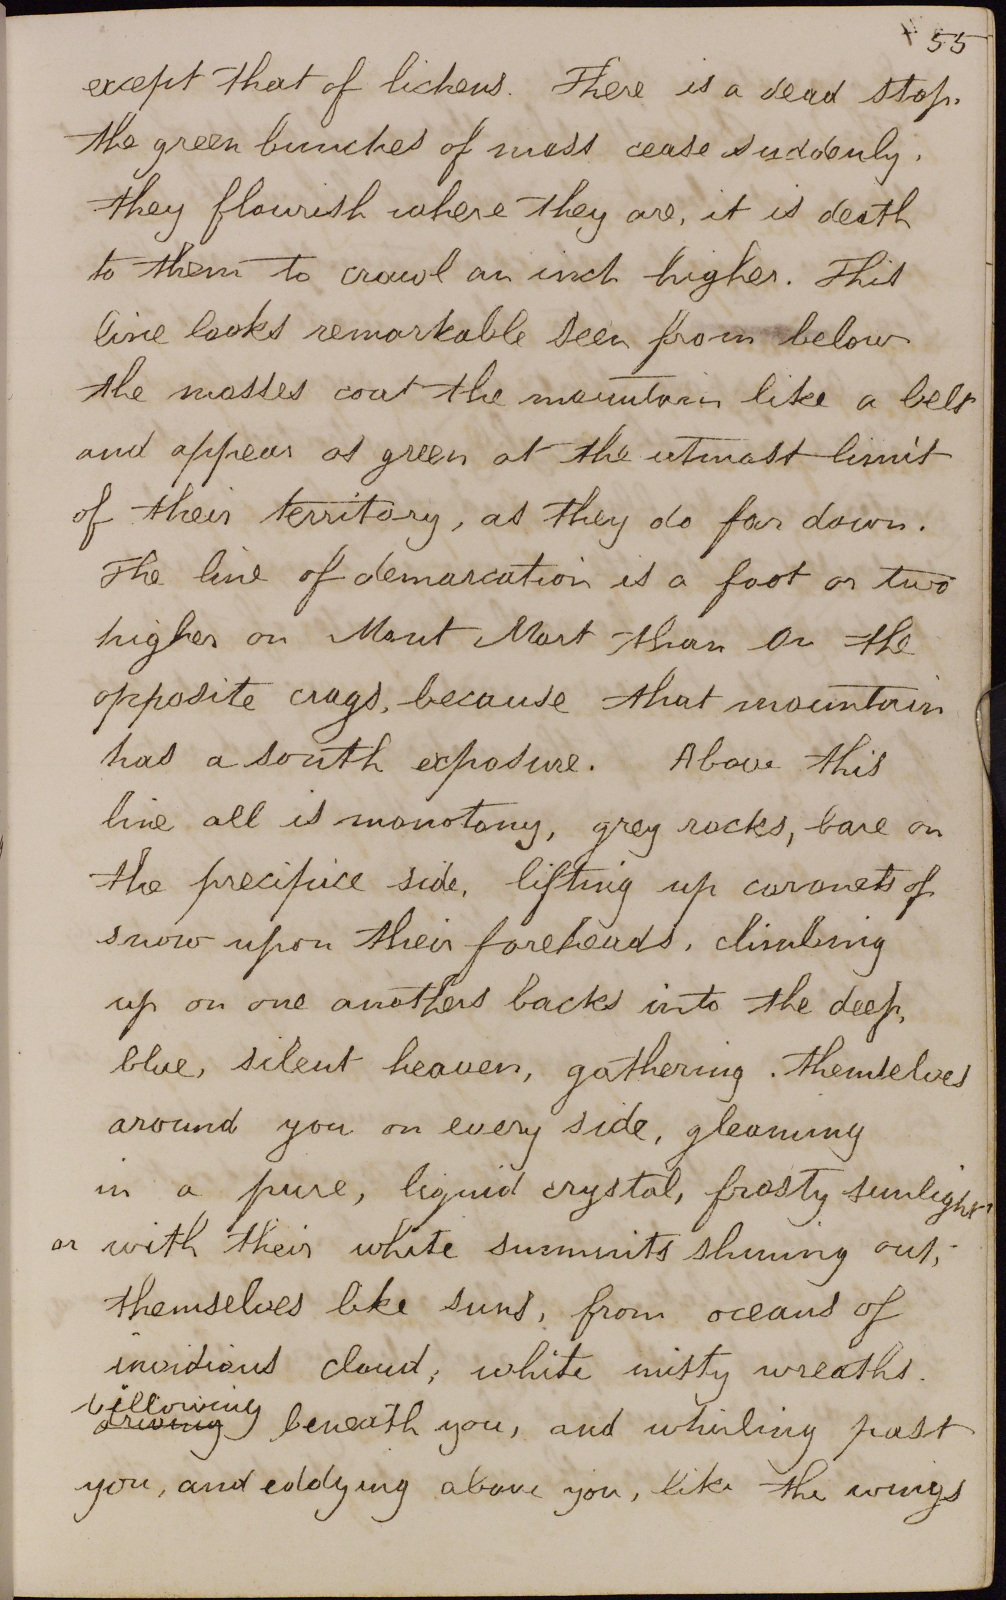 55
except that of lichens. There is a dead stop.
the green bunches of moss cease suddenly.
they flourish where they are, it is death
to them to crawl an inch higher. This
line looks remarkable seen from below
the mosses coat the mountain like a belt
and appear as green at the utmost limit
of their territory, as they do far down.
The line of demarcation is a foot or two
higher on Mont Mort than on the
opposite crags, because that mountain
has a south exposure. Above this
line all is monotony, grey rocks, bare on
the precipice side, lifting up coronets of
snow upon their foreheads, climbing
up on one anothers backs into the deep,
blue, silent heaven, gathering themselves
around you on every side, gleaming
in a pure, liquid crystal, frosty sunlight
or with their white summits shining out,
themselves like suns, from oceans of
invidious cloud; white misty wreaths.
billowing
driving beneath you, and whirling past
you, and eddying above you, like the wings